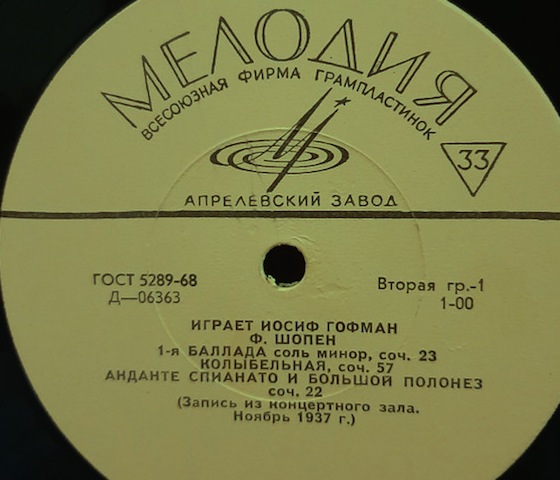 МЕЛОДИЯ
ВСЕСОЮЗНАЯ ФИРМА ГРАМПЛАСТИНОК
33
АПРЕЛЕВСКИЙ ЗАВОД
ГОСТ 5289-68
Д—06363
Вторая гр.-1
1-00
ИГРАЕТ ИОСИФ ГОФМАН
Ф. ШОПЕН
1-я БАЛЛАДА соль минор, соч. 23
КОЛЫБЕЛЬНАЯ, соч. 57
АНДАНТЕ СПИАНАТО И БОЛЬШОЙ ПОЛОНЕЗ
соч. 22
(Запись из концертного зала.
Ноябрь 1937 г.)